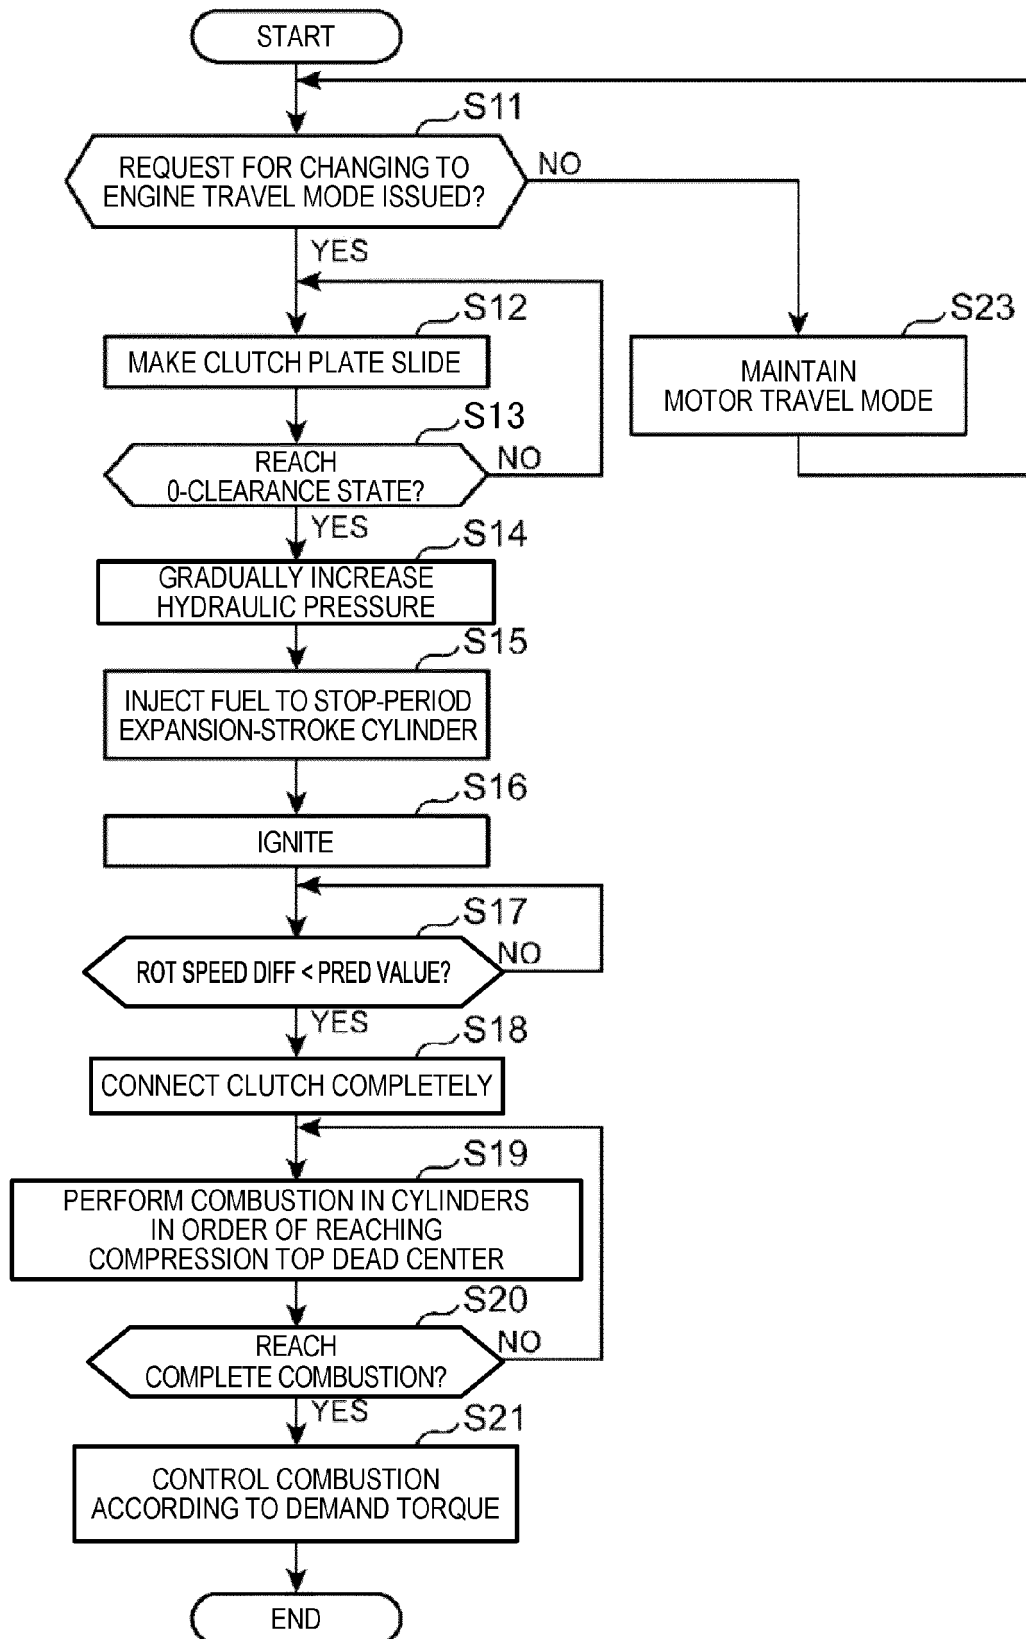 START
S11
REQUEST FOR CHANGING TO
ENGINE TRAVEL MODE ISSUED?
NO
YES
S12
MAKE CLUTCH PLATE SLIDE
S23
MAINTAIN
MOTOR TRAVEL MODE
S13
REACH
0-CLEARANCE STATE?
NO
YES
S14
GRADUALLY INCREASE
HYDRAULIC PRESSURE
S15
INJECT FUEL TO STOP-PERIOD
EXPANSION-STROKE CYLINDER
S16
IGNITE
S17
ROT SPEED DIFF < PRED VALUE?
NO
YES
S18
CONNECT CLUTCH COMPLETELY
S19
PERFORM COMBUSTION IN CYLINDERS
IN ORDER OF REACHING
COMPRESSION TOP DEAD CENTER
S20
REACH
COMPLETE COMBUSTION?
NO
YES
S21
CONTROL COMBUSTION
ACCORDING TO DEMAND TORQUE
END